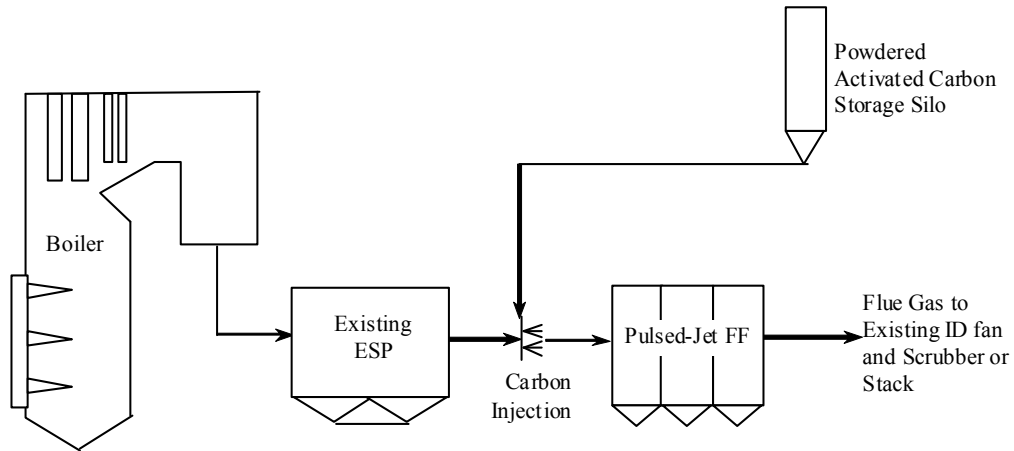 Powdered
Activated Carbon
Storage Silo
Boiler
Existing
ESP
Carbon
Injection
Pulsed-Jet FF
Flue Gas to
Existing ID fan
and Scrubber or
Stack